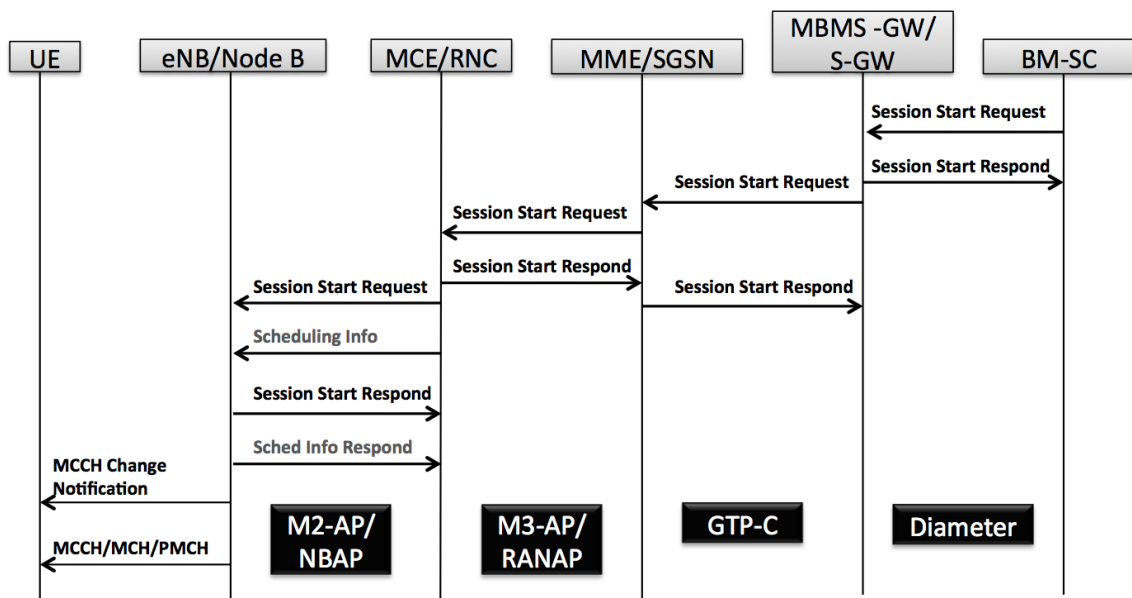 UE
eNB/Node B
MCE/RNC
MME/SGSN
MBMS -GW/
S-GW
BM-SC
Session Start Request
Session Start Respond
Session Start Request
Session Start Request
Session Start Respond
Session Start Request
Session Start Respond
Scheduling Info
Session Start Respond
Sched Info Respond
MCCH Change
Notification
MCCH/MCH/PMCH
M2-AP/
NBAP
M3-AP/
RANAP
GTP-C
Diameter